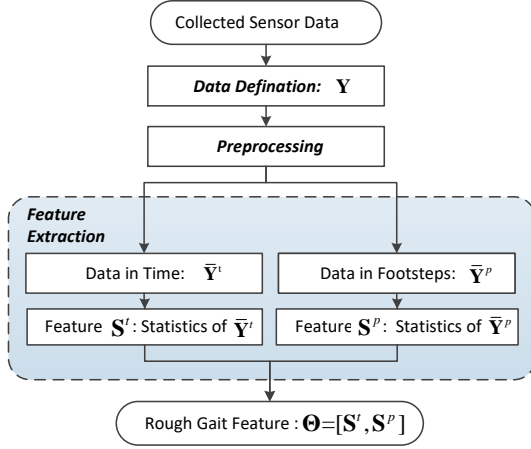 Collected Sensor Data
Data Defination: Y
Preprocessing
Feature
Extraction
Data in Time: Ȳᵗ
Data in Footsteps: Ȳᵖ
Feature Sᵗ: Statistics of Ȳᵗ
Feature Sᵖ: Statistics of Ȳᵖ
Rough Gait Feature : Θ=[Sᵗ,Sᵖ]